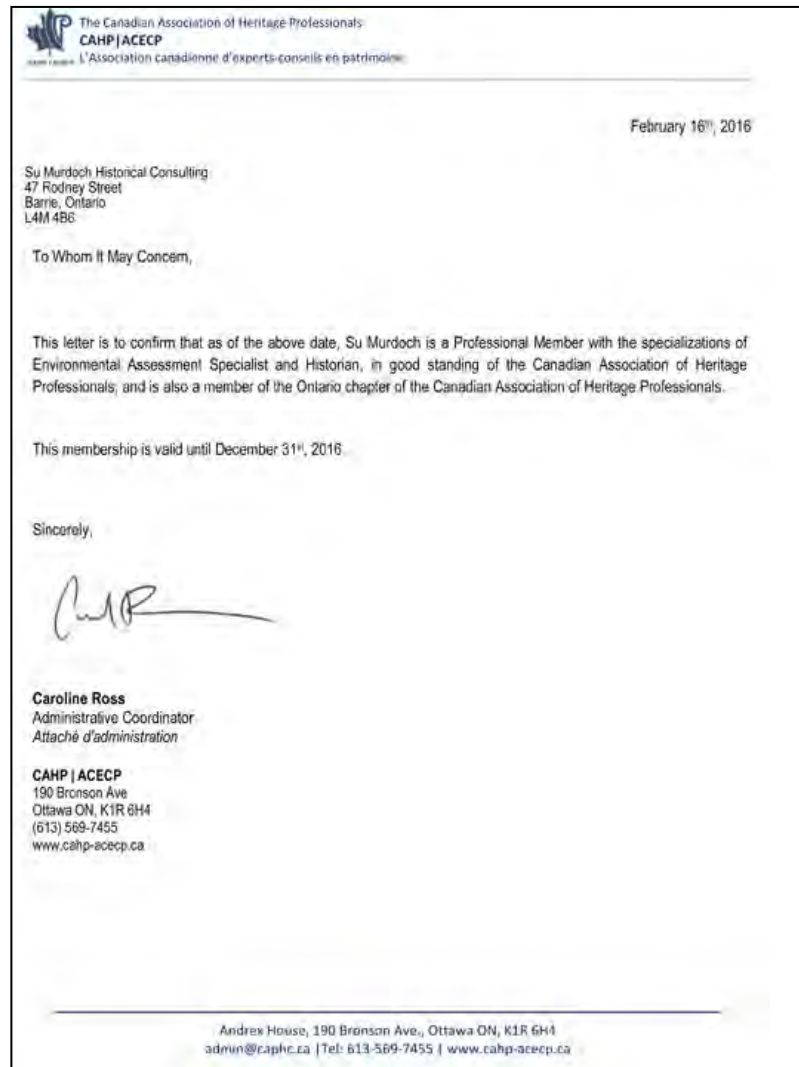 The Canadian Association of Heritage Professionals
CAHP|ACECP
L'Association canadienne d'experts-conseils en patrimoine
February 16th, 2016
Su Murdoch Historical Consulting
47 Rodney Street
Barrie, Ontario
L4M 4B6
To Whom It May Concern,
This letter is to confirm that as of the above date, Su Murdoch is a Professional Member with the specializations of
Environmental Assessment Specialist and Historian, in good standing of the Canadian Association of Heritage
Professionals, and is also a member of the Ontario chapter of the Canadian Association of Heritage Professionals.
This membership is valid until December 31st, 2016.
Sincerely,
Caroline Ross
Administrative Coordinator
Attaché d'administration
CAHP | ACECP
190 Bronson Ave
Ottawa ON, K1R 6H4
(613) 569-7455
www.cahp-acecp.ca
Andrex House, 190 Bronson Ave., Ottawa ON, K1R 6H4
admin@caphc.ca |Tel: 613-569-7455 | www.cahp-acecp.ca